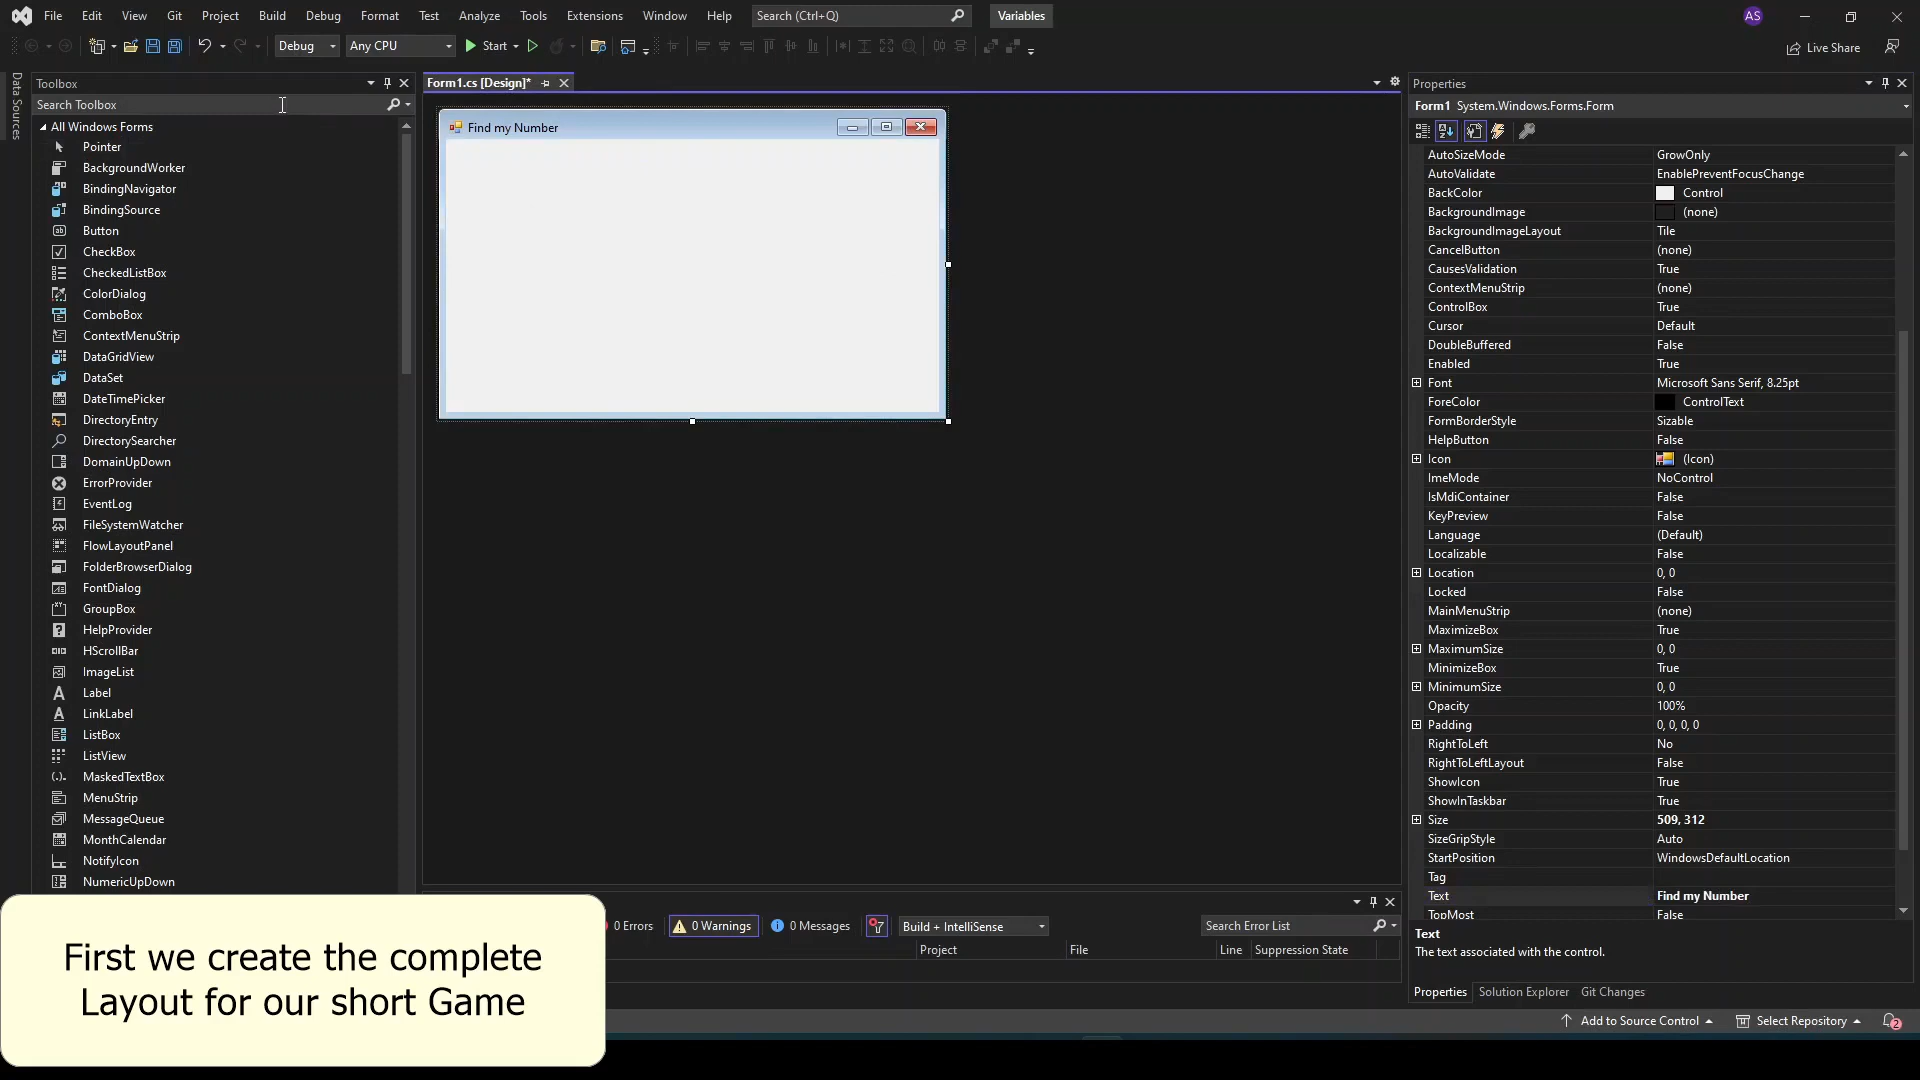 File Edit View Git Project Build Debug Format Test Analyze Tools Extensions Window Help Search (Ctrl+Q) Variables AS
Debug Any CPU Start Live Share
Data Sources
Toolbox
Search Toolbox
All Windows Forms
Pointer
BackgroundWorker
BindingNavigator
BindingSource
Button
CheckBox
CheckedListBox
ColorDialog
ComboBox
ContextMenuStrip
DataGridView
DataSet
DateTimePicker
DirectoryEntry
DirectorySearcher
DomainUpDown
ErrorProvider
EventLog
FileSystemWatcher
FlowLayoutPanel
FolderBrowserDialog
FontDialog
GroupBox
HelpProvider
HScrollBar
ImageList
Label
LinkLabel
ListBox
ListView
MaskedTextBox
MenuStrip
MessageQueue
MonthCalendar
NotifyIcon
NumericUpDown
Form1.cs [Design]*
Find my Number
0 Errors 0 Warnings 0 Messages Build + IntelliSense Search Error List
Project File Line Suppression State
First we create the complete
Layout for our short Game
Properties
Form1 System.Windows.Forms.Form
AutoSizeMode GrowOnly
AutoValidate EnablePreventFocusChange
BackColor Control
BackgroundImage (none)
BackgroundImageLayout Tile
CancelButton (none)
CausesValidation True
ContextMenuStrip (none)
ControlBox True
Cursor Default
DoubleBuffered False
Enabled True
Font Microsoft Sans Serif, 8.25pt
ForeColor ControlText
FormBorderStyle Sizable
HelpButton False
Icon (Icon)
ImeMode NoControl
IsMdiContainer False
KeyPreview False
Language (Default)
Localizable False
Location 0, 0
Locked False
MainMenuStrip (none)
MaximizeBox True
MaximumSize 0, 0
MinimizeBox True
MinimumSize 0, 0
Opacity 100%
Padding 0, 0, 0, 0
RightToLeft No
RightToLeftLayout False
ShowIcon True
ShowInTaskbar True
Size 509, 312
SizeGripStyle Auto
StartPosition WindowsDefaultLocation
Tag
Text Find my Number
TopMost False
Text
The text associated with the control.
Properties Solution Explorer Git Changes
Add to Source Control Select Repository 2